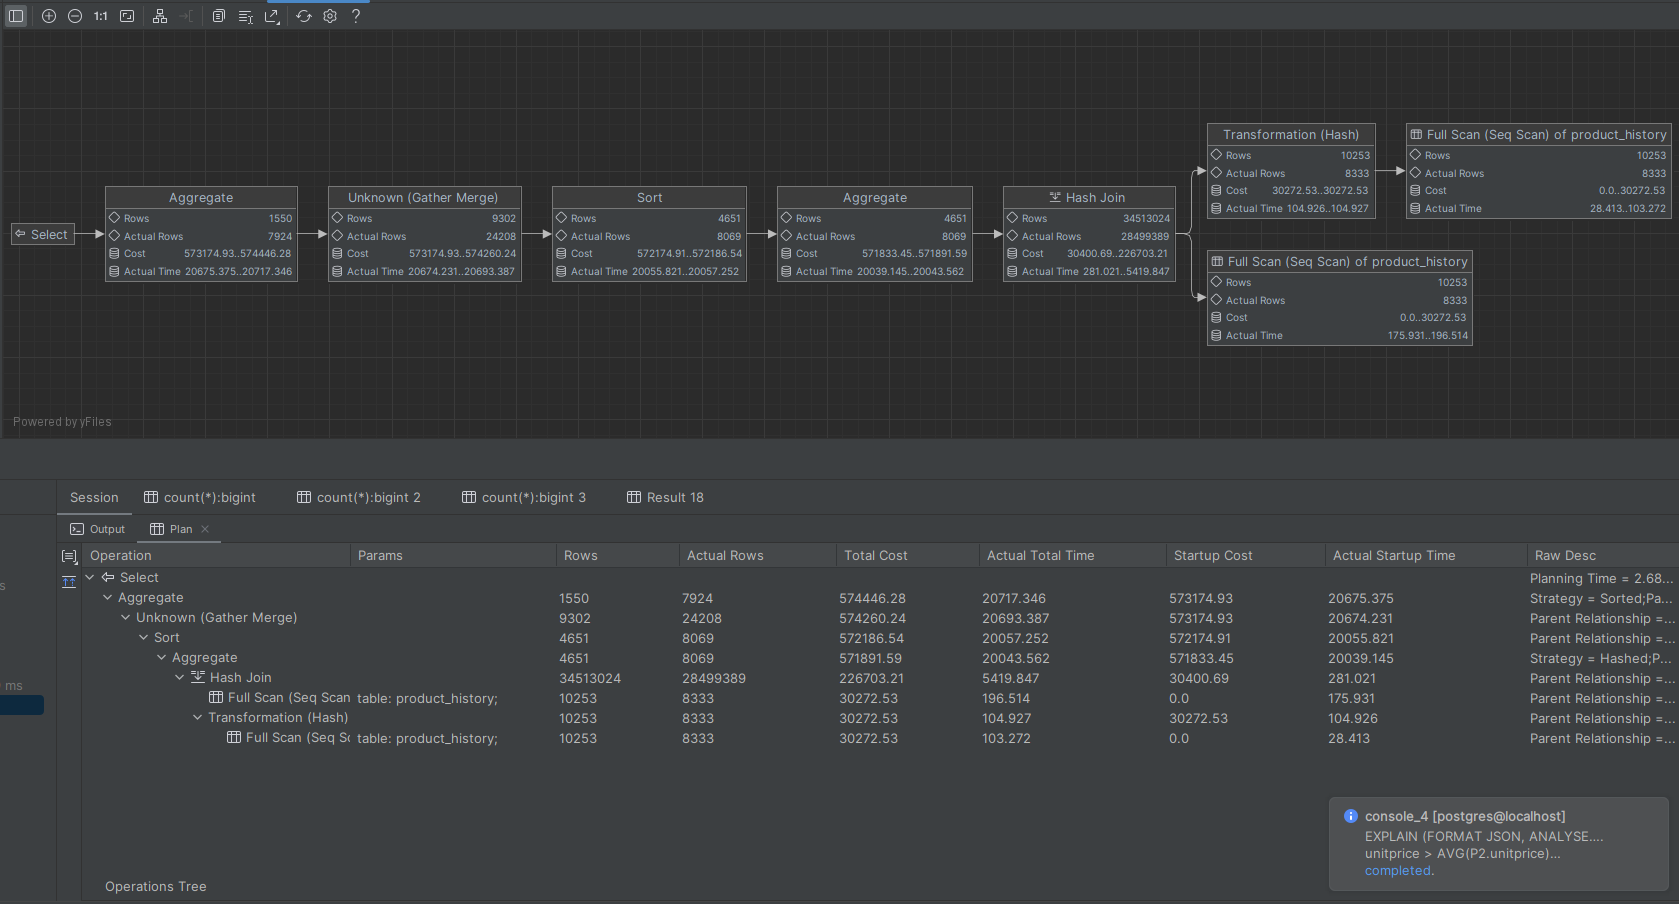 1:1
?
Select
Aggregate
Rows 1550
Actual Rows 7924
Cost 573174.93..574446.28
Actual Time 20675.375..20717.346
Unknown (Gather Merge)
Rows 9302
Actual Rows 24208
Cost 573174.93..574260.24
Actual Time 20674.231..20693.387
Sort
Rows 4651
Actual Rows 8069
Cost 572174.91..572186.54
Actual Time 20055.821..20057.252
Aggregate
Rows 4651
Actual Rows 8069
Cost 571833.45..571891.59
Actual Time 20039.145..20043.562
Hash Join
Rows 34513024
Actual Rows 28499389
Cost 30400.69..226703.21
Actual Time 281.021..5419.847
Transformation (Hash)
Rows 10253
Actual Rows 8333
Cost 30272.53..30272.53
Actual Time 104.926..104.927
Full Scan (Seq Scan) of product_history
Rows 10253
Actual Rows 8333
Cost 0.0..30272.53
Actual Time 28.413..103.272
Full Scan (Seq Scan) of product_history
Rows 10253
Actual Rows 8333
Cost 0.0..30272.53
Actual Time 175.931..196.514
Powered by yFiles
Session count(*):bigint count(*):bigint 2 count(*):bigint 3 Result 18
Output Plan
Operation Params Rows Actual Rows Total Cost Actual Total Time Startup Cost Actual Startup Time Raw Desc
Select Planning Time = 2.68...
Aggregate 1550 7924 574446.28 20717.346 573174.93 20675.375 Strategy = Sorted;Pa...
Unknown (Gather Merge) 9302 24208 574260.24 20693.387 573174.93 20674.231 Parent Relationship =...
Sort 4651 8069 572186.54 20057.252 572174.91 20055.821 Parent Relationship =...
Aggregate 4651 8069 571891.59 20043.562 571833.45 20039.145 Strategy = Hashed;P...
Hash Join 34513024 28499389 226703.21 5419.847 30400.69 281.021 Parent Relationship =...
Full Scan (Seq Scan table: product_history; 10253 8333 30272.53 196.514 0.0 175.931 Parent Relationship =...
Transformation (Hash) 10253 8333 30272.53 104.927 30272.53 104.926 Parent Relationship =...
Full Scan (Seq Sc table: product_history; 10253 8333 30272.53 103.272 0.0 28.413 Parent Relationship =...
s
ms
console_4 [postgres@localhost]
EXPLAIN (FORMAT JSON, ANALYSE....
unitprice > AVG(P2.unitprice)...
completed.
Operations Tree